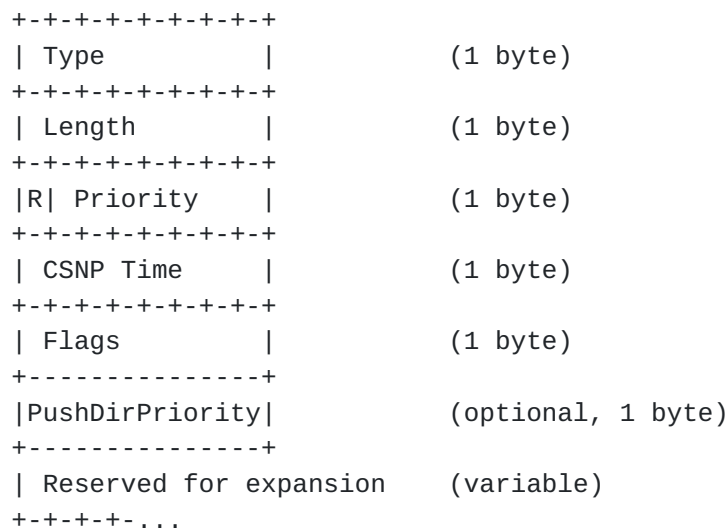 +-+-+-+-+-+-+-+-+
| Type          |           (1 byte)
+-+-+-+-+-+-+-+-+
| Length        |           (1 byte)
+-+-+-+-+-+-+-+-+
|R| Priority    |           (1 byte)
+-+-+-+-+-+-+-+-+
| CSNP Time     |           (1 byte)
+-+-+-+-+-+-+-+-+
| Flags         |           (1 byte)
+---------------+
|PushDirPriority|           (optional, 1 byte)
+---------------+
| Reserved for expansion    (variable)
+-+-+-+-...